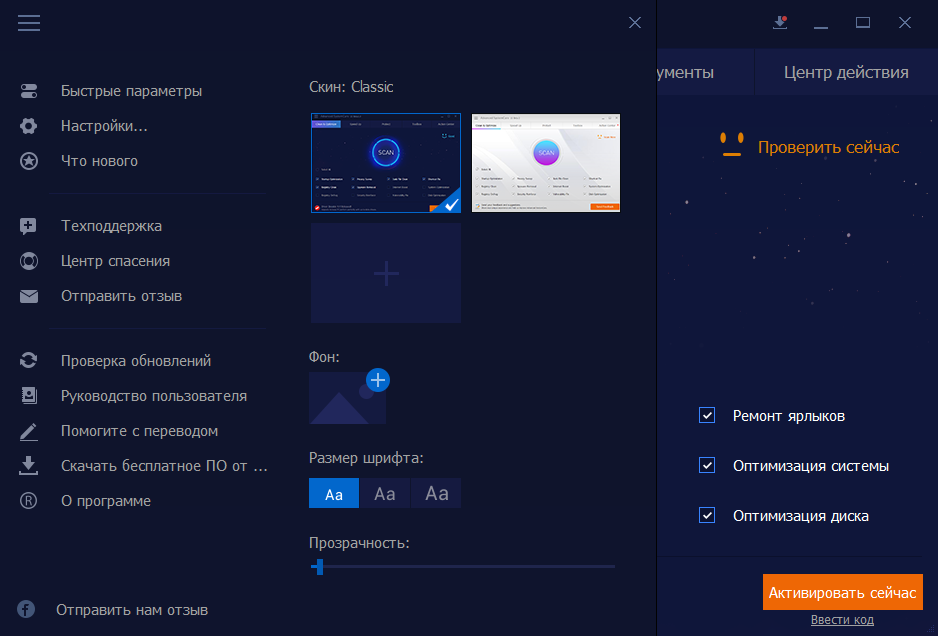 Быстрые параметры
Настройки...
Что нового
Техподдержка
Центр спасения
Отправить отзыв
Проверка обновлений
Руководство пользователя
Помогите с переводом
Скачать бесплатное ПО от ...
О программе
Отправить нам отзыв
Скин: Classic
SCAN
SCAN
Фон:
Размер шрифта:
Aa Aa Aa
Прозрачность:
ументы
Центр действия
Проверить сейчас
Ремонт ярлыков
Оптимизация системы
Оптимизация диска
Активировать сейчас
Ввести код